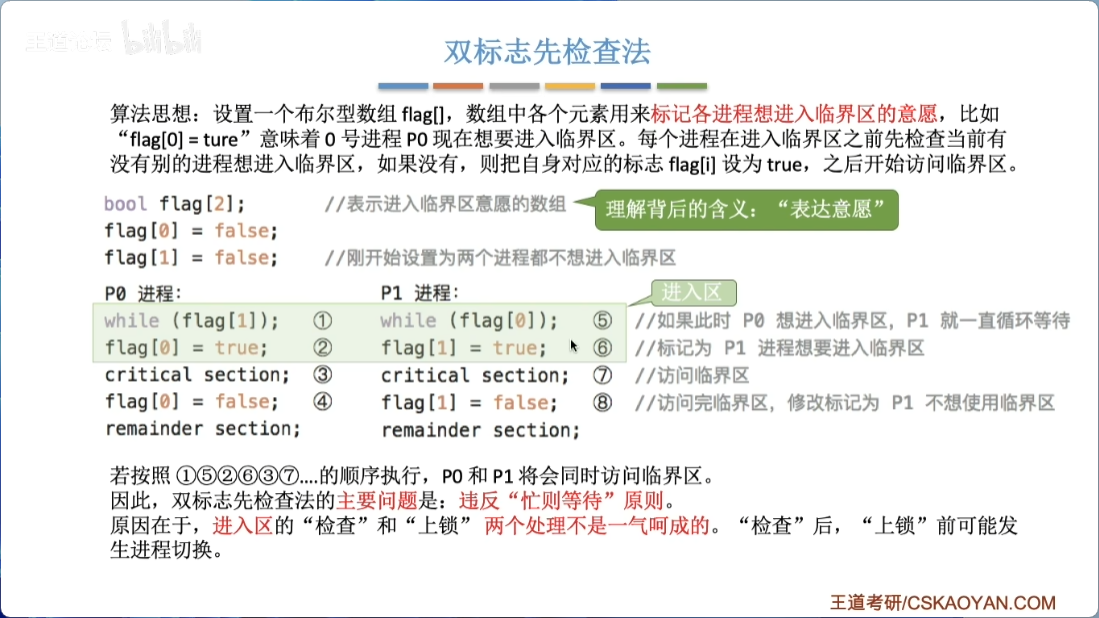 王道论坛 bilibili
双标志先检查法
算法思想：设置一个布尔型数组 flag[]，数组中各个元素用来标记各进程想进入临界区的意愿，比如
“flag[0] = ture”意味着 0 号进程 P0 现在想要进入临界区。每个进程在进入临界区之前先检查当前有
没有别的进程想进入临界区，如果没有，则把自身对应的标志 flag[i] 设为 true，之后开始访问临界区。
bool flag[2]; //表示进入临界区意愿的数组
理解背后的含义：“表达意愿”
flag[0] = false;
flag[1] = false; //刚开始设置为两个进程都不想进入临界区
P0 进程: P1 进程: 进入区
while (flag[1]); ① while (flag[0]); ⑤ //如果此时 P0 想进入临界区，P1 就一直循环等待
flag[0] = true; ② flag[1] = true; ⑥ //标记为 P1 进程想要进入临界区
critical section; ③ critical section; ⑦ //访问临界区
flag[0] = false; ④ flag[1] = false; ⑧ //访问完临界区，修改标记为 P1 不想使用临界区
remainder section; remainder section;
若按照 ①⑤②⑥③⑦....的顺序执行，P0 和 P1 将会同时访问临界区。
因此，双标志先检查法的主要问题是：违反“忙则等待”原则。
原因在于，进入区的“检查”和“上锁” 两个处理不是一气呵成的。“检查”后，“上锁”前可能发
生进程切换。
王道考研/CSKAOYAN.COM